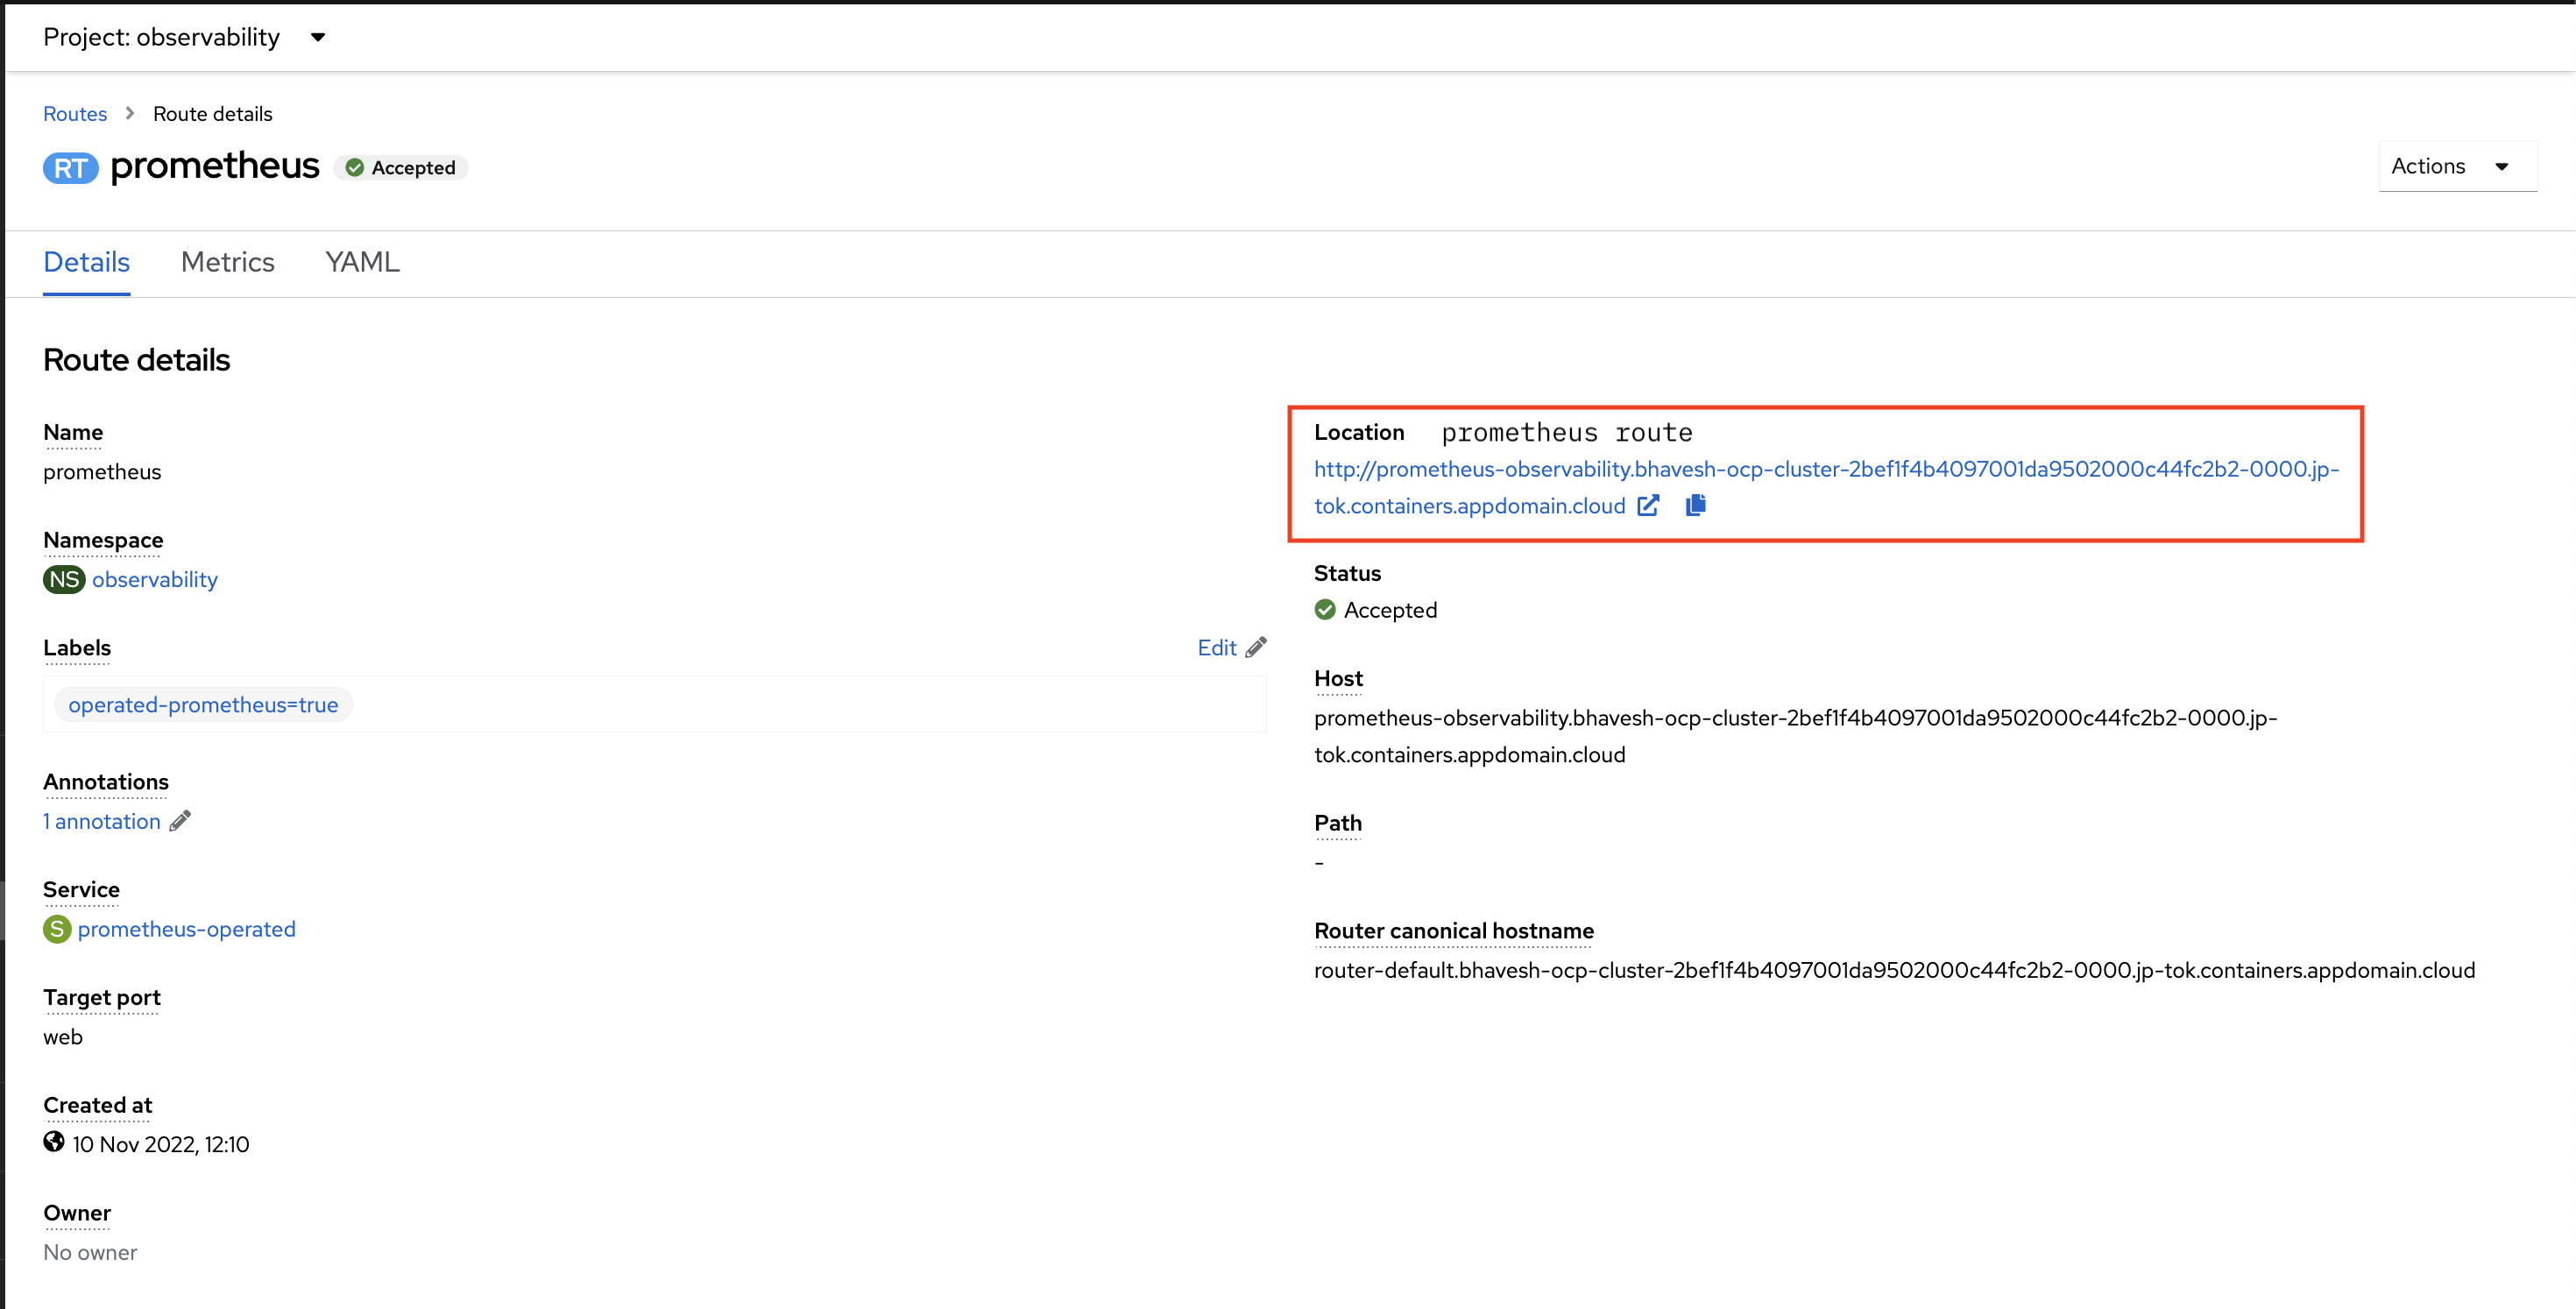 Project: observability
Routes > Route details
RT prometheus Accepted
Actions
Details Metrics YAML
Route details
Name
prometheus
Namespace
NS observability
Labels
Edit
operated-prometheus=true
Annotations
1 annotation
Service
S prometheus-operated
Target port
web
Created at
10 Nov 2022, 12:10
Owner
No owner
Location prometheus route
http://prometheus-observability.bhavesh-ocp-cluster-2bef1f4b4097001da9502000c44fc2b2-0000.jp-
tok.containers.appdomain.cloud
Status
Accepted
Host
prometheus-observability.bhavesh-ocp-cluster-2bef1f4b4097001da9502000c44fc2b2-0000.jp-
tok.containers.appdomain.cloud
Path
-
Router canonical hostname
router-default.bhavesh-ocp-cluster-2bef1f4b4097001da9502000c44fc2b2-0000.jp-tok.containers.appdomain.cloud